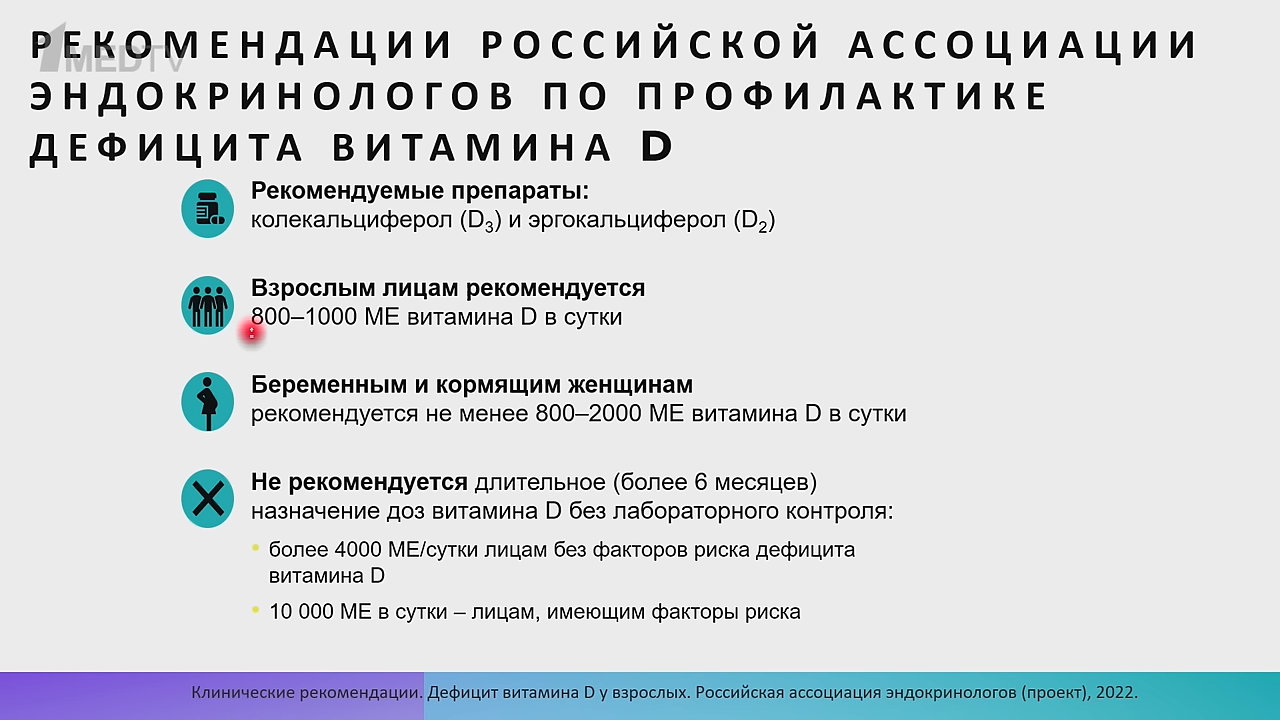 1MEDTV
РЕКОМЕНДАЦИИ РОССИЙСКОЙ АССОЦИАЦИИ
ЭНДОКРИНОЛОГОВ ПО ПРОФИЛАКТИКЕ
ДЕФИЦИТА ВИТАМИНА D
Рекомендуемые препараты:
колекальциферол (D3) и эргокальциферол (D2)
Взрослым лицам рекомендуется
800–1000 МЕ витамина D в сутки
Беременным и кормящим женщинам
рекомендуется не менее 800–2000 МЕ витамина D в сутки
Не рекомендуется длительное (более 6 месяцев)
назначение доз витамина D без лабораторного контроля:
• более 4000 МЕ/сутки лицам без факторов риска дефицита
витамина D
• 10 000 МЕ в сутки – лицам, имеющим факторы риска
Клинические рекомендации. Дефицит витамина D у взрослых. Российская ассоциация эндокринологов (проект), 2022.